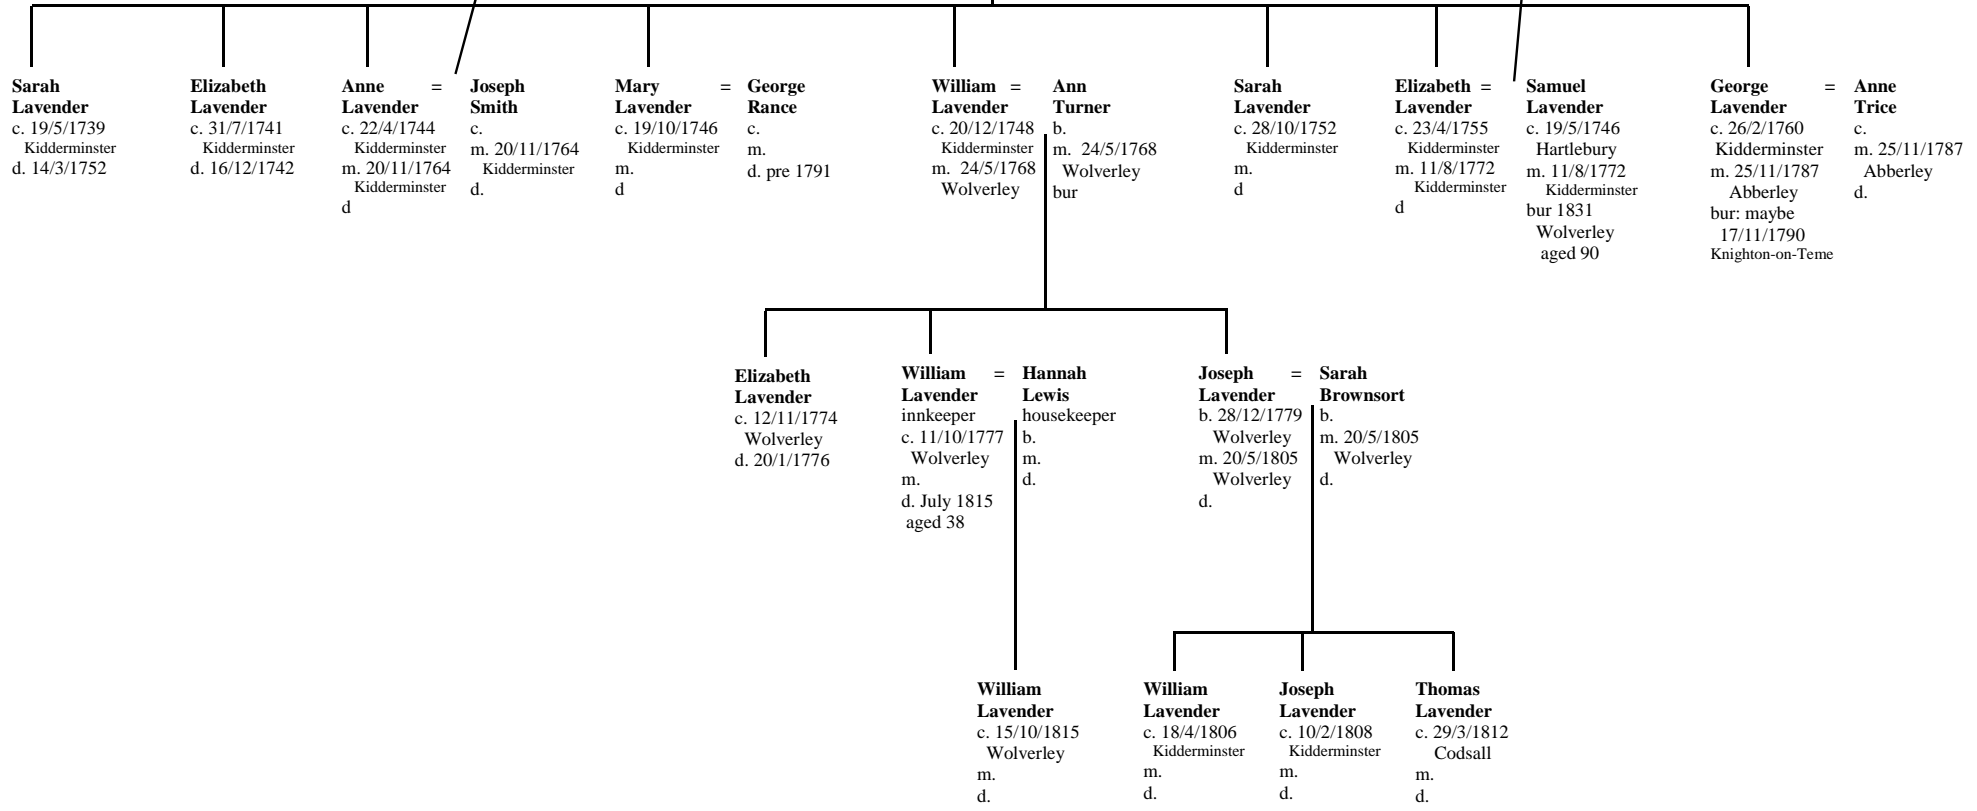 Sarah
Lavender
c. 19/5/1739
Kidderminster
d. 14/3/1752
Elizabeth
Lavender
c. 31/7/1741
Kidderminster
d. 16/12/1742
Anne =
Lavender
c. 22/4/1744
Kidderminster
m. 20/11/1764
Kidderminster
d
Joseph
Smith
c.
m. 20/11/1764
Kidderminster
d.
Mary =
Lavender
c. 19/10/1746
Kidderminster
m.
d
George
Rance
c.
m.
d. pre 1791
William =
Lavender
c. 20/12/1748
Kidderminster
m. 24/5/1768
Wolverley
Ann
Turner
b.
m. 24/5/1768
Wolverley
bur
Sarah
Lavender
c. 28/10/1752
Kidderminster
m.
d
Elizabeth =
Lavender
c. 23/4/1755
Kidderminster
m. 11/8/1772
Kidderminster
d
Samuel
Lavender
c. 19/5/1746
Hartlebury
m. 11/8/1772
Kidderminster
bur 1831
Wolverley
aged 90
George =
Lavender
c. 26/2/1760
Kidderminster
m. 25/11/1787
Abberley
bur: maybe
17/11/1790
Knighton-on-Teme
Anne
Trice
c.
m. 25/11/1787
Abberley
d.
Elizabeth
Lavender
c. 12/11/1774
Wolverley
d. 20/1/1776
William =
Lavender
innkeeper
c. 11/10/1777
Wolverley
m.
d. July 1815
aged 38
Hannah
Lewis
housekeeper
b.
m.
d.
Joseph =
Lavender
b. 28/12/1779
Wolverley
m. 20/5/1805
Wolverley
d.
Sarah
Brownsort
b.
m. 20/5/1805
Wolverley
d.
William
Lavender
c. 15/10/1815
Wolverley
m.
d.
William
Lavender
c. 18/4/1806
Kidderminster
m.
d.
Joseph
Lavender
c. 10/2/1808
Kidderminster
m.
d.
Thomas
Lavender
c. 29/3/1812
Codsall
m.
d.